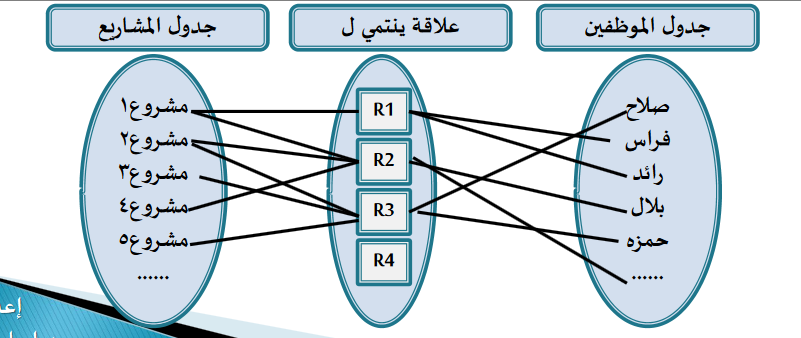 جدول الموظفين
علاقة ينتمي ل
جدول المشاريع
صلاح
فراس
رائد
بلال
حمزه
......
R1
R2
R3
R4
مشروع١
مشروع٢
مشروع٣
مشروع٤
مشروع٥
......